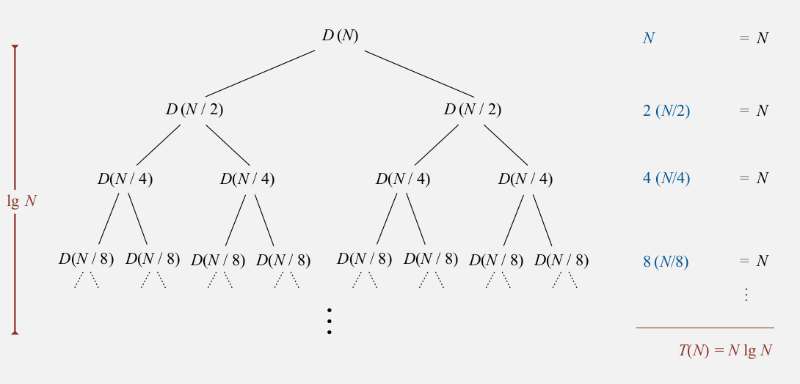 D (N) N = N
D (N / 2) D (N / 2) 2 (N/2) = N
D(N / 4) D(N / 4) D(N / 4) D(N / 4) 4 (N/4) = N
lg N
D(N / 8) D(N / 8) D(N / 8) D(N / 8) D(N / 8) D(N / 8) D(N / 8) D(N / 8) 8 (N/8) = N
⋮ ⋮
T(N) = N lg N